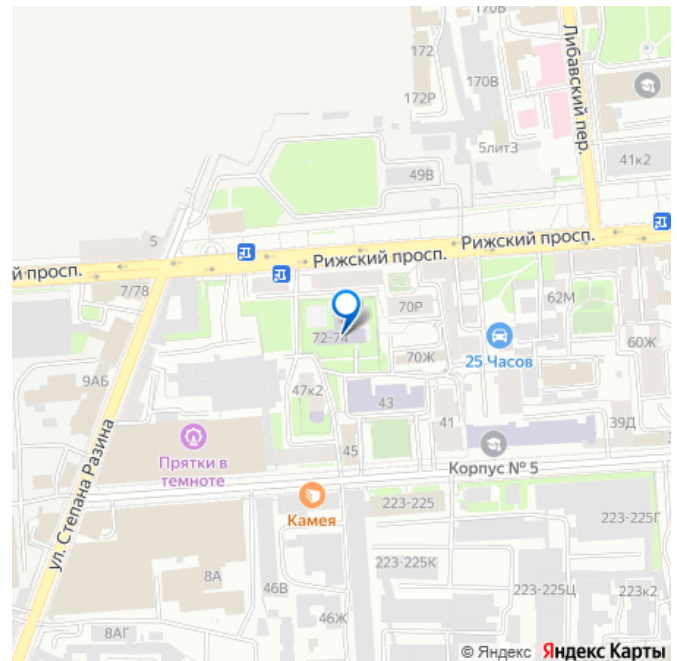 172
170В
170В
172Р
Либавский пер.
5лит3
41к2
49В
5
Рижский просп.
Рижский просп.
ий просп.
7/78
70Р
62М
72-74
25 Часов
60Ж
70Ж
9АБ
47к2
43
41
39Д
Прятки в
темноте
45
Корпус № 5
ул. Степана Разина
Камея
223-225
223-225Г
8А
46В
223-225К
223-225Ц
223к2
46Ж
8АГ
© Яндекс Яндекс Карты